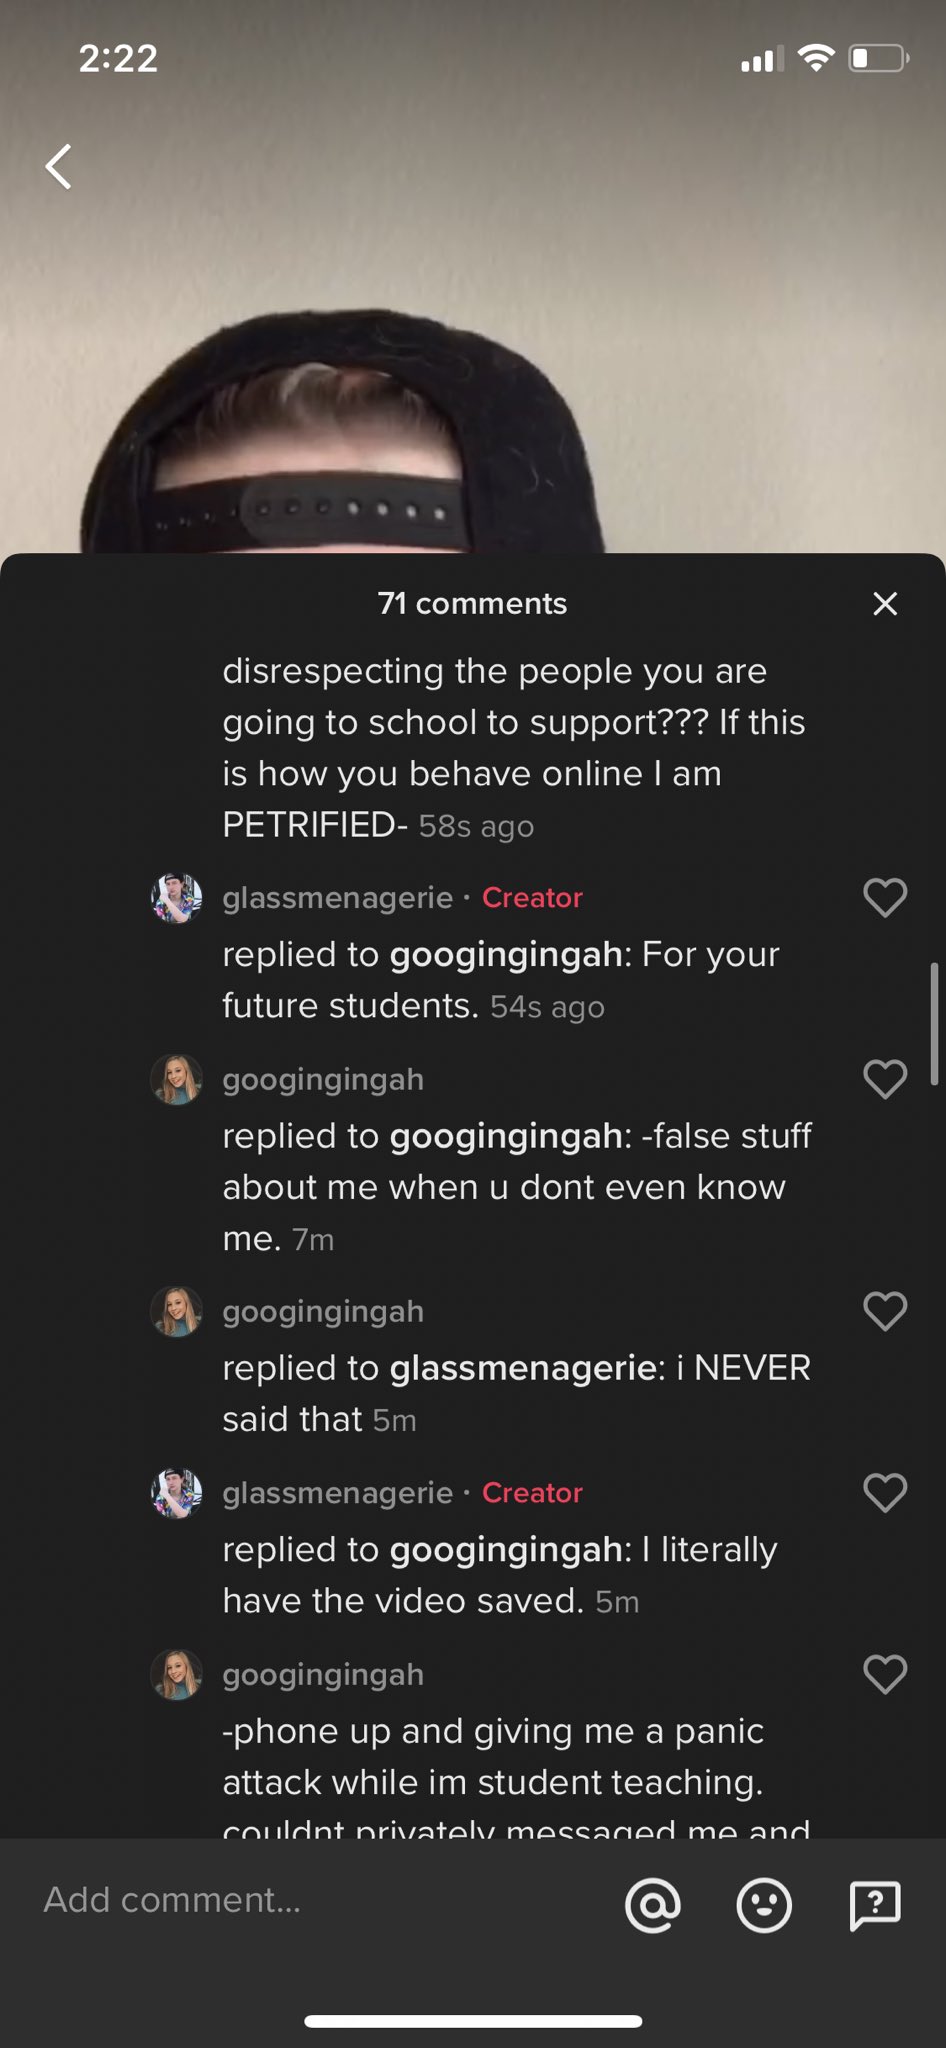 2:22
71 comments
disrespecting the people you are
going to school to support??? If this
is how you behave online I am
PETRIFIED- 58s ago
glassmenagerie · Creator
replied to googingingah: For your
future students. 54s ago
googingingah
replied to googingingah: -false stuff
about me when u dont even know
me. 7m
googingingah
replied to glassmenagerie: i NEVER
said that 5m
glassmenagerie · Creator
replied to googingingah: I literally
have the video saved. 5m
googingingah
-phone up and giving me a panic
attack while im student teaching.
couldnt privately messaged me and
Add comment...